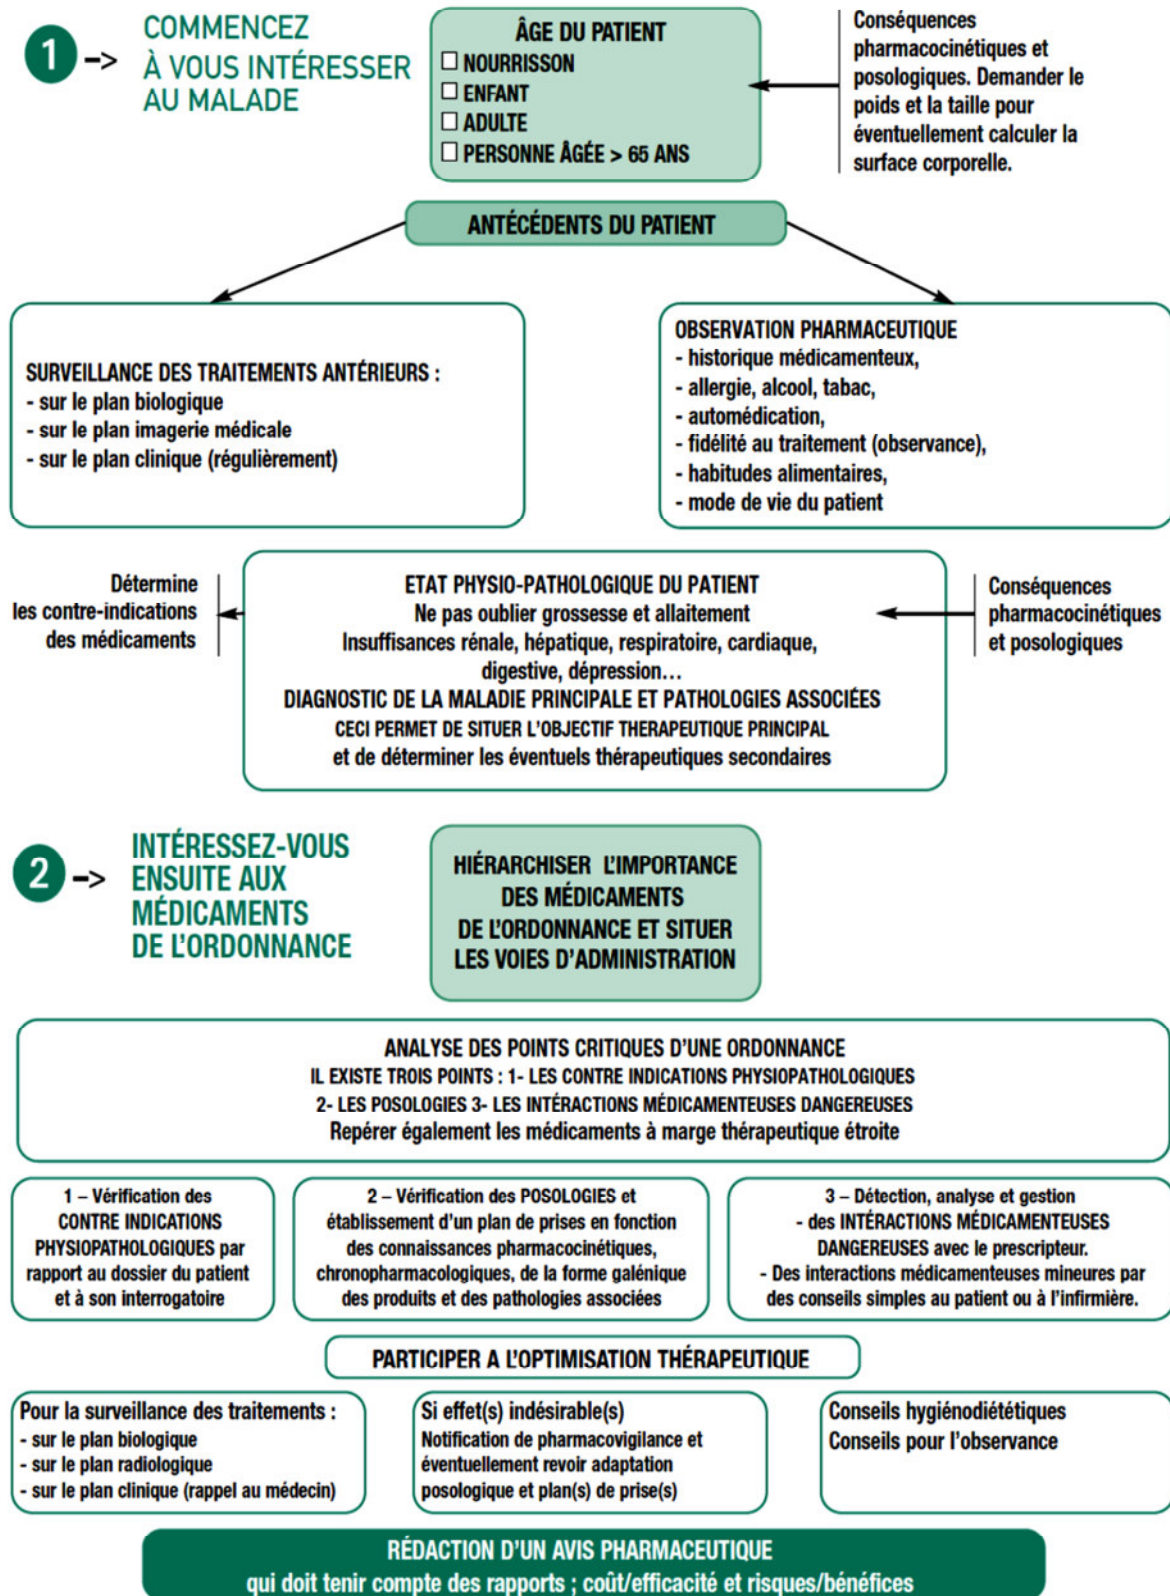 1 -> COMMENCEZ
À VOUS INTÉRESSER
AU MALADE
ÂGE DU PATIENT
NOURRISSON
ENFANT
ADULTE
PERSONNE ÂGÉE > 65 ANS
Conséquences
pharmacocinétiques et
posologiques. Demander le
poids et la taille pour
éventuellement calculer la
surface corporelle.
ANTÉCÉDENTS DU PATIENT
SURVEILLANCE DES TRAITEMENTS ANTÉRIEURS :
- sur le plan biologique
- sur le plan imagerie médicale
- sur le plan clinique (régulièrement)
OBSERVATION PHARMACEUTIQUE
- historique médicamenteux,
- allergie, alcool, tabac,
- automédication,
- fidélité au traitement (observance),
- habitudes alimentaires,
- mode de vie du patient
Détermine
les contre-indications
des médicaments
ETAT PHYSIO-PATHOLOGIQUE DU PATIENT
Ne pas oublier grossesse et allaitement
Insuffisances rénale, hépatique, respiratoire, cardiaque,
digestive, dépression...
DIAGNOSTIC DE LA MALADIE PRINCIPALE ET PATHOLOGIES ASSOCIÉES
CECI PERMET DE SITUER L'OBJECTIF THERAPEUTIQUE PRINCIPAL
et de déterminer les éventuels thérapeutiques secondaires
Conséquences
pharmacocinétiques
et posologiques
2 -> INTÉRESSEZ-VOUS
ENSUITE AUX
MÉDICAMENTS
DE L'ORDONNANCE
HIÉRARCHISER L'IMPORTANCE
DES MÉDICAMENTS
DE L'ORDONNANCE ET SITUER
LES VOIES D'ADMINISTRATION
ANALYSE DES POINTS CRITIQUES D'UNE ORDONNANCE
IL EXISTE TROIS POINTS : 1- LES CONTRE INDICATIONS PHYSIOPATHOLOGIQUES
2- LES POSOLOGIES 3- LES INTÉRACTIONS MÉDICAMENTEUSES DANGEREUSES
Repérer également les médicaments à marge thérapeutique étroite
1 – Vérification des
CONTRE INDICATIONS
PHYSIOPATHOLOGIQUES par
rapport au dossier du patient
et à son interrogatoire
2 – Vérification des POSOLOGIES et
établissement d'un plan de prises en fonction
des connaissances pharmacocinétiques,
chronopharmacologiques, de la forme galénique
des produits et des pathologies associées
3 – Détection, analyse et gestion
- des INTÉRACTIONS MÉDICAMENTEUSES
DANGEREUSES avec le prescripteur.
- Des interactions médicamenteuses mineures par
des conseils simples au patient ou à l'infirmière.
PARTICIPER A L'OPTIMISATION THÉRAPEUTIQUE
Pour la surveillance des traitements :
- sur le plan biologique
- sur le plan radiologique
- sur le plan clinique (rappel au médecin)
Si effet(s) indésirable(s)
Notification de pharmacovigilance et
éventuellement revoir adaptation
posologique et plan(s) de prise(s)
Conseils hygiénodiététiques
Conseils pour l'observance
RÉDACTION D'UN AVIS PHARMACEUTIQUE
qui doit tenir compte des rapports ; coût/efficacité et risques/bénéfices